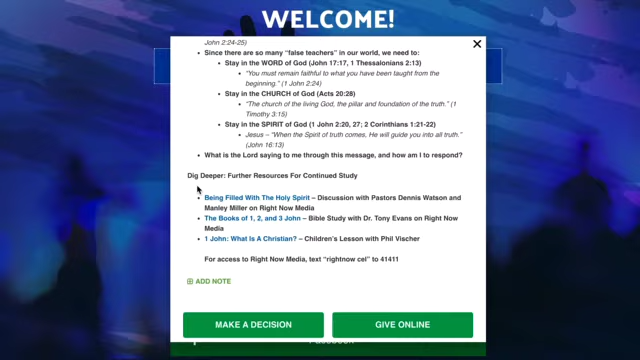 WELCOME!
John 2:24-25)
• Since there are so many “false teachers” in our world, we need to:
• Stay in the WORD of God (John 17:17, 1 Thessalonians 2:13)
• “You must remain faithful to what you have been taught from the
beginning.” (1 John 2:24)
• Stay in the CHURCH of God (Acts 20:28)
• “The church of the living God, the pillar and foundation of the truth.” (1
Timothy 3:15)
• Stay in the SPIRIT of God (1 John 2:20, 27; 2 Corinthians 1:21-22)
• Jesus – “When the Spirit of truth comes, He will guide you into all truth.”
(John 16:13)
• What is the Lord saying to me through this message, and how am I to respond?
Dig Deeper: Further Resources For Continued Study
• Being Filled With The Holy Spirit – Discussion with Pastors Dennis Watson and
Manley Miller on Right Now Media
• The Books of 1, 2, and 3 John – Bible Study with Dr. Tony Evans on Right Now
Media
• 1 John: What Is A Christian? – Children’s Lesson with Phil Vischer
For access to Right Now Media, text “rightnow cel” to 41411
ADD NOTE
MAKE A DECISION
GIVE ONLINE